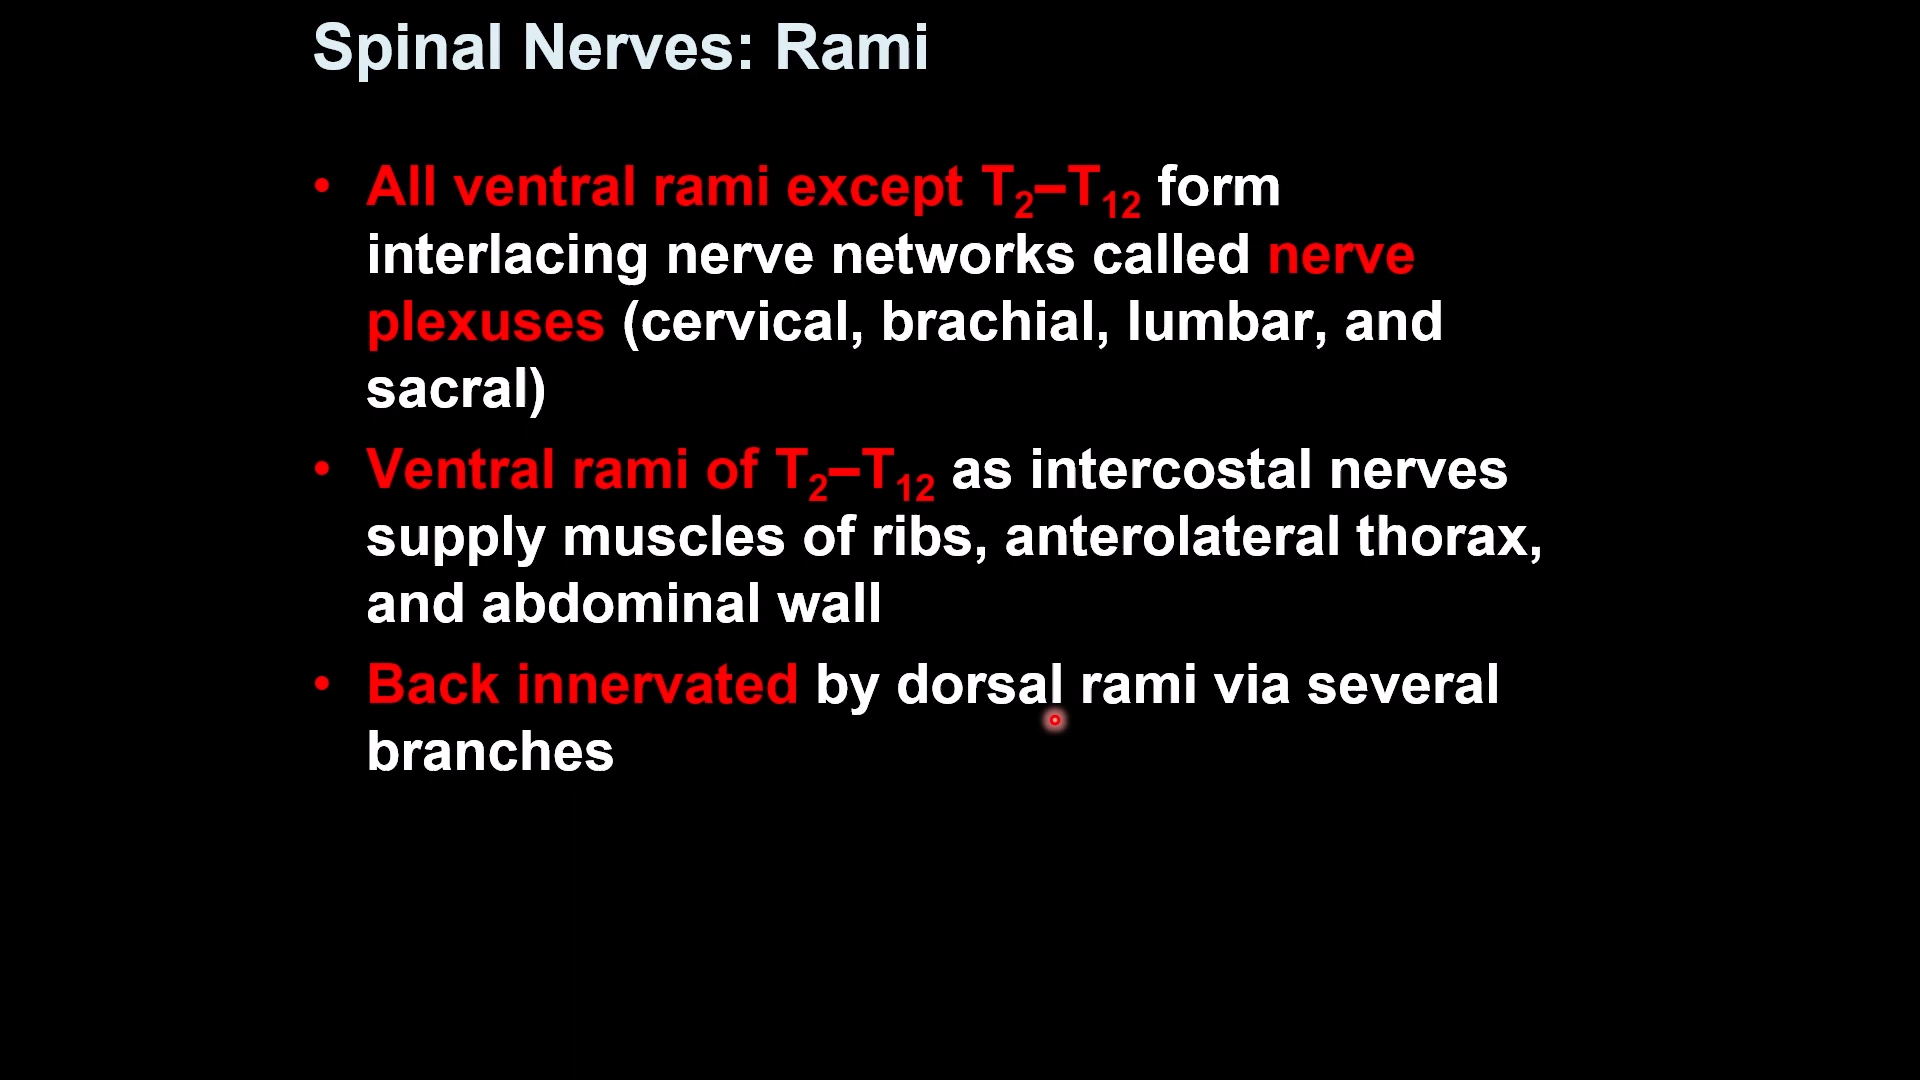 Spinal Nerves: Rami
• All ventral rami except T₂–T₁₂ form
interlacing nerve networks called nerve
plexuses (cervical, brachial, lumbar, and
sacral)
• Ventral rami of T₂–T₁₂ as intercostal nerves
supply muscles of ribs, anterolateral thorax,
and abdominal wall
• Back innervated by dorsal rami via several
branches